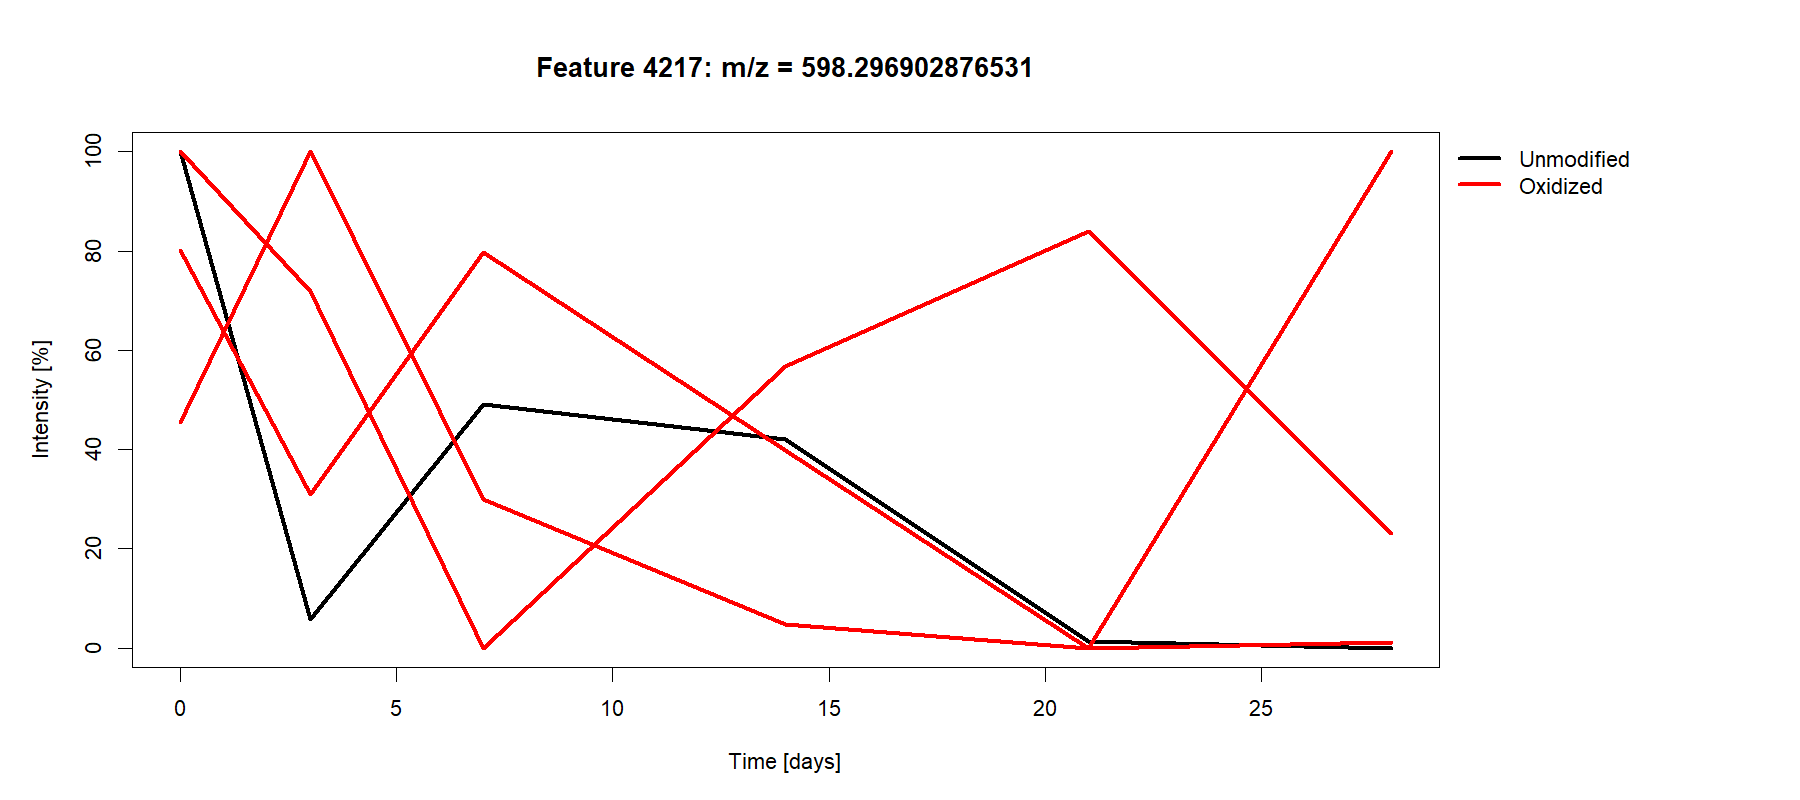 Feature 4217: m/z = 598.296902876531
100
80
60
40
20
0
Intensity [%]
Unmodified
Oxidized
0 5 10 15 20 25
Time [days]